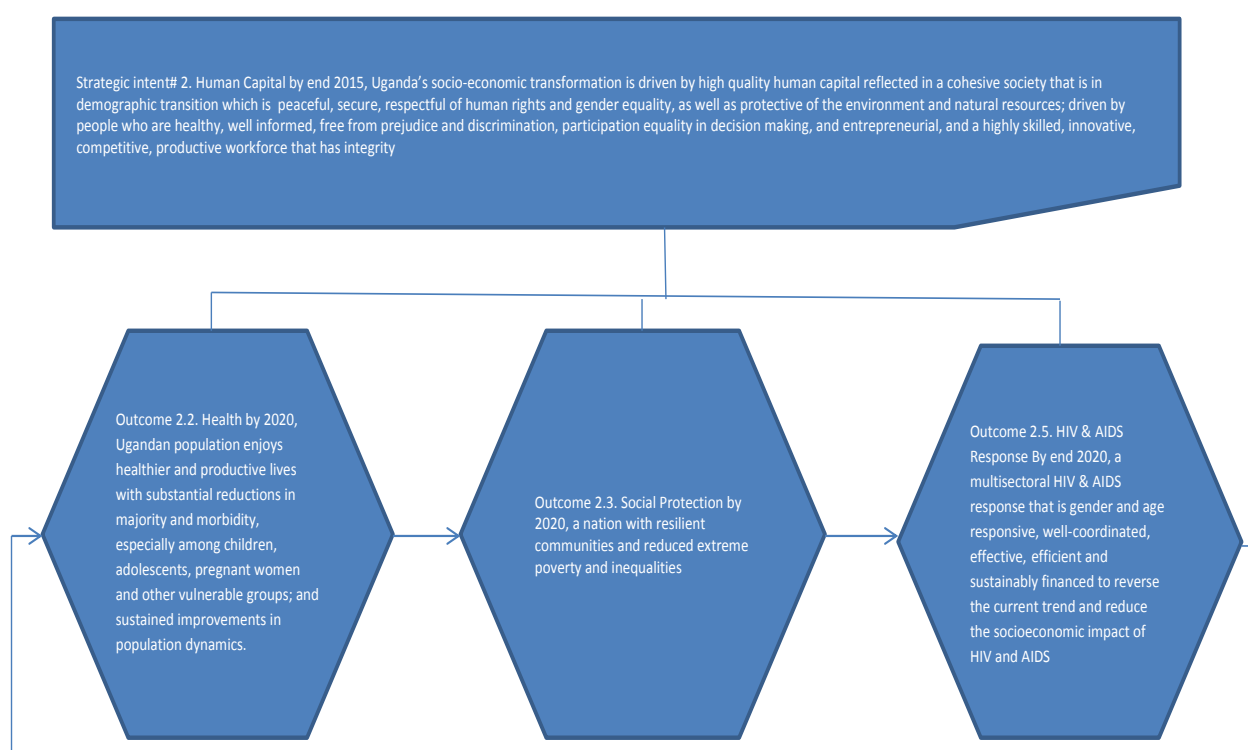 Strategic intent# 2. Human Capital by end 2015, Uganda's socio-economic transformation is driven by high quality human capital reflected in a cohesive society that is in
demographic transition which is peaceful, secure, respectful of human rights and gender equality, as well as protective of the environment and natural resources; driven by
people who are healthy, well informed, free from prejudice and discrimination, participation equality in decision making, and entrepreneurial, and a highly skilled, innovative,
competitive, productive workforce that has integrity
Outcome 2.2. Health by 2020,
Ugandan population enjoys
healthier and productive lives
with substantial reductions in
majority and morbidity,
especially among children,
adolescents, pregnant women
and other vulnerable groups; and
sustained improvements in
population dynamics.
Outcome 2.3. Social Protection by
2020, a nation with resilient
communities and reduced extreme
poverty and inequalities
Outcome 2.5. HIV & AIDS
Response By end 2020, a
multisectoral HIV & AIDS
response that is gender and age
responsive, well-coordinated,
effective, efficient and
sustainably financed to reverse
the current trend and reduce
the socioeconomic impact of
HIV and AIDS